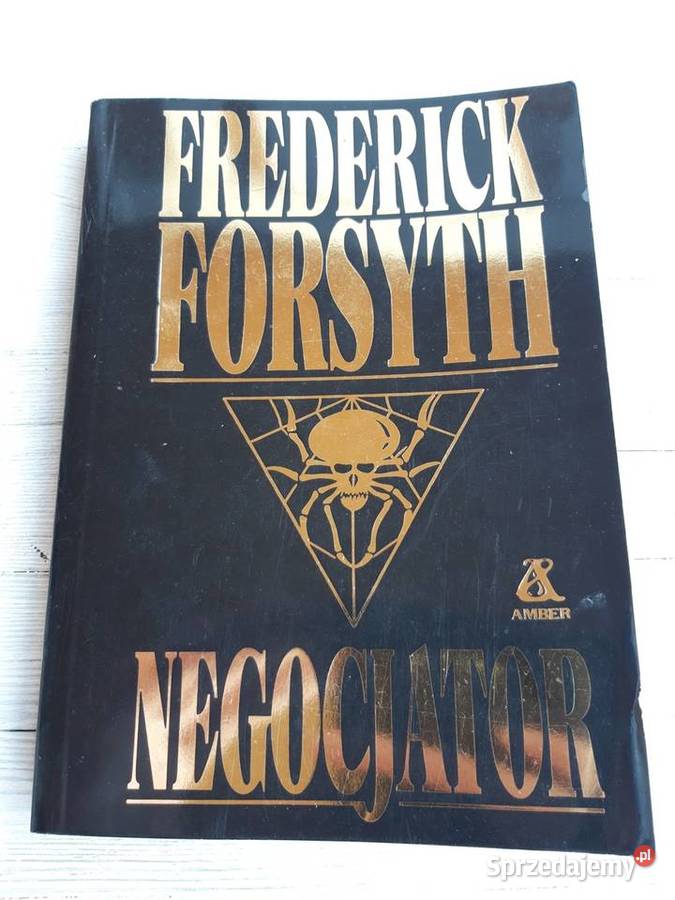 FREDERICK
FORSYTH
AMBER
NEGOCJATOR
Sprzedajemy.pl